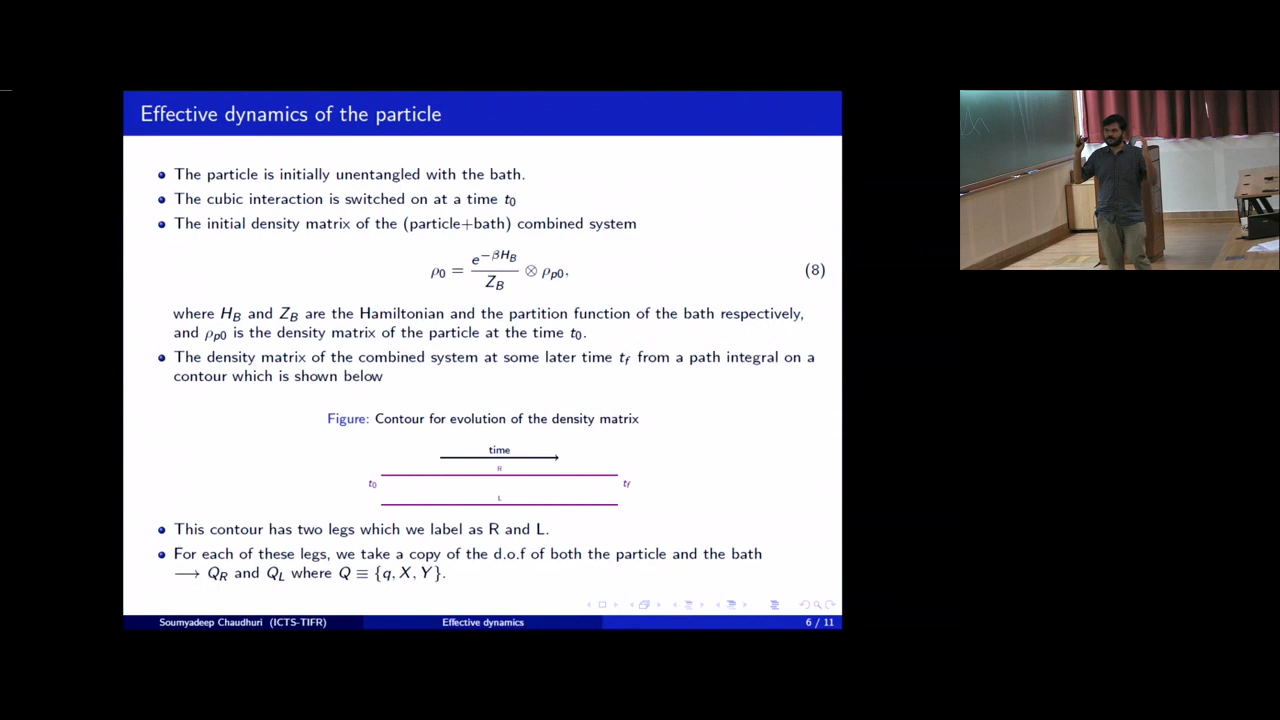 Effective dynamics of the particle
The particle is initially unentangled with the bath.
The cubic interaction is switched on at a time t₀
The initial density matrix of the (particle+bath) combined system
ρ₀ = e^{−βH_B} / Z_B ⊗ ρ_{p0}, (8)
where H_B and Z_B are the Hamiltonian and the partition function of the bath respectively,
and ρ_{p0} is the density matrix of the particle at the time t₀.
The density matrix of the combined system at some later time t_f from a path integral on a
contour which is shown below
Figure: Contour for evolution of the density matrix
time
R
t₀ t_f
L
This contour has two legs which we label as R and L.
For each of these legs, we take a copy of the d.o.f of both the particle and the bath
⟶ Q_R and Q_L where Q ≡ {q, X, Y}.
Soumyadeep Chaudhuri (ICTS-TIFR) Effective dynamics 6 / 11